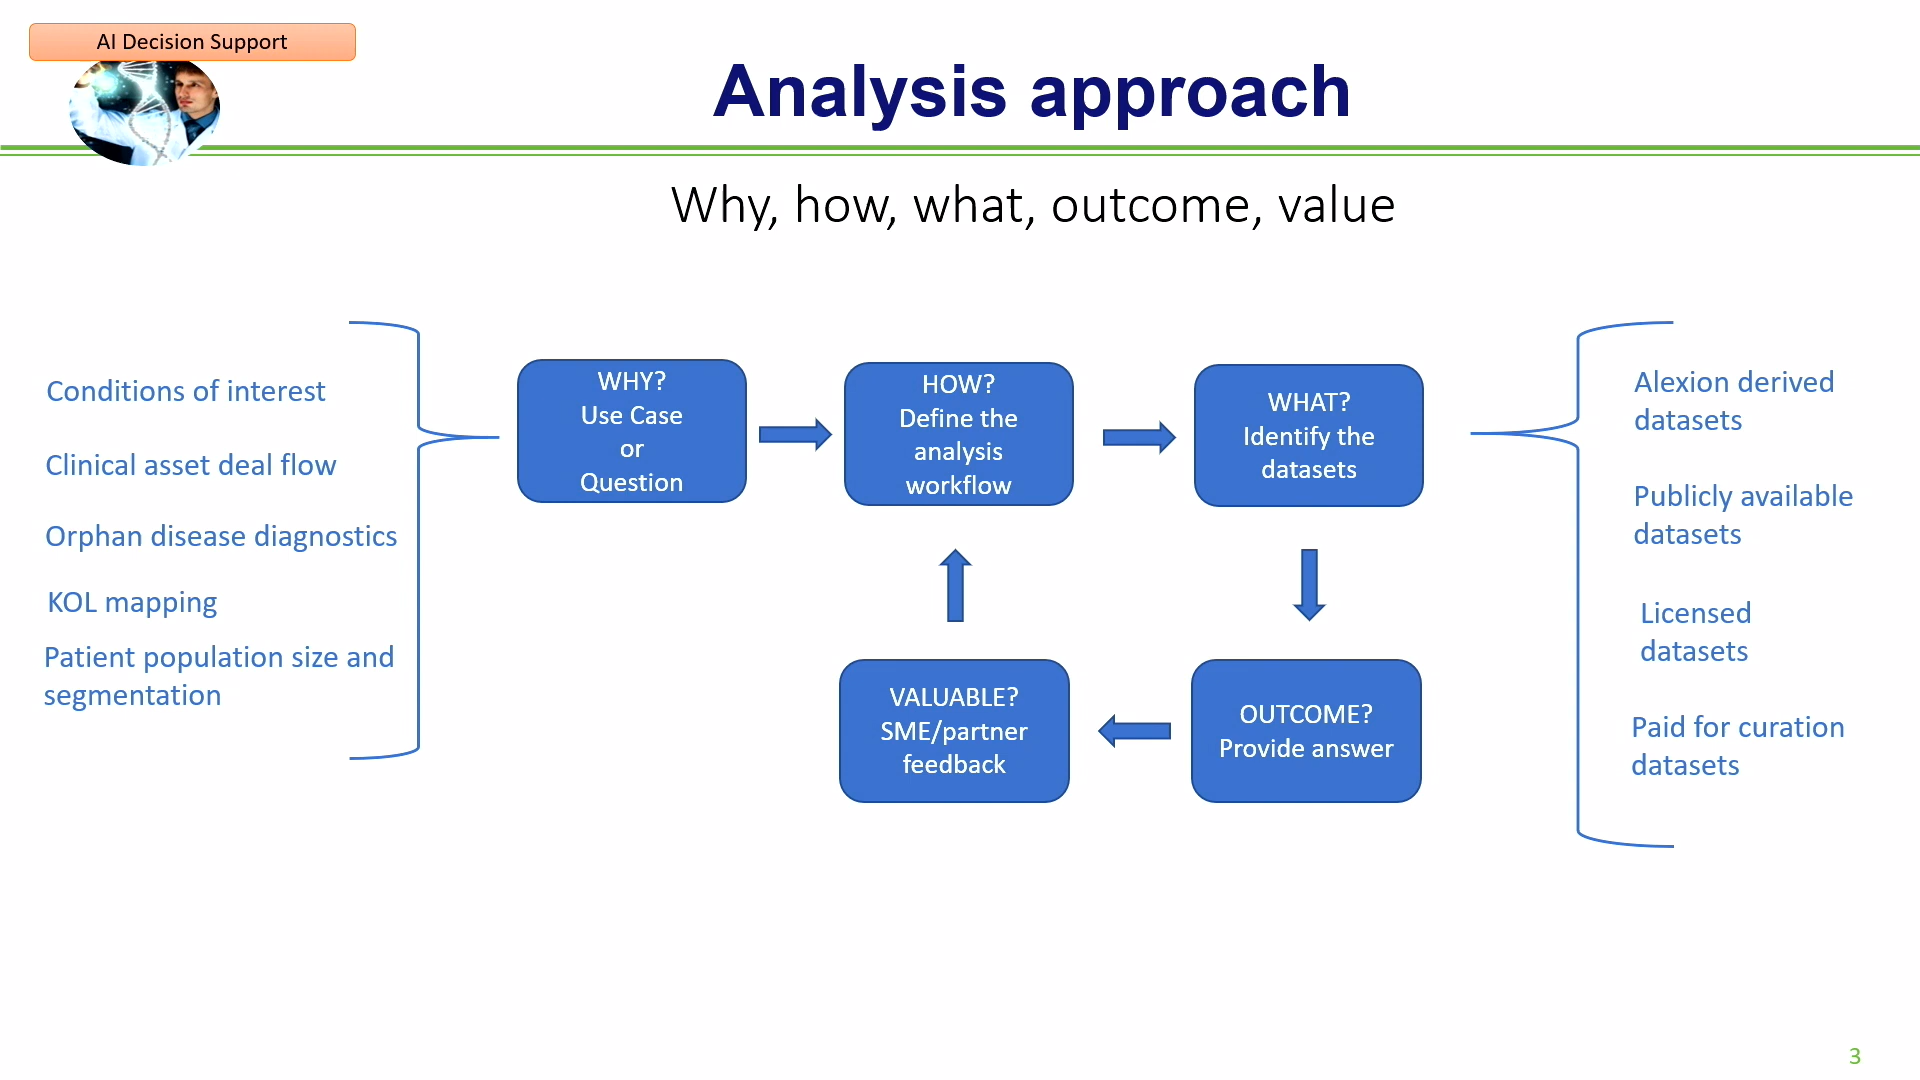 AI Decision Support
Analysis approach
Why, how, what, outcome, value
Conditions of interest
Clinical asset deal flow
Orphan disease diagnostics
KOL mapping
Patient population size and
segmentation
WHY?
Use Case
or
Question
HOW?
Define the
analysis
workflow
WHAT?
Identify the
datasets
VALUABLE?
SME/partner
feedback
OUTCOME?
Provide answer
Alexion derived
datasets
Publicly available
datasets
Licensed
datasets
Paid for curation
datasets
3